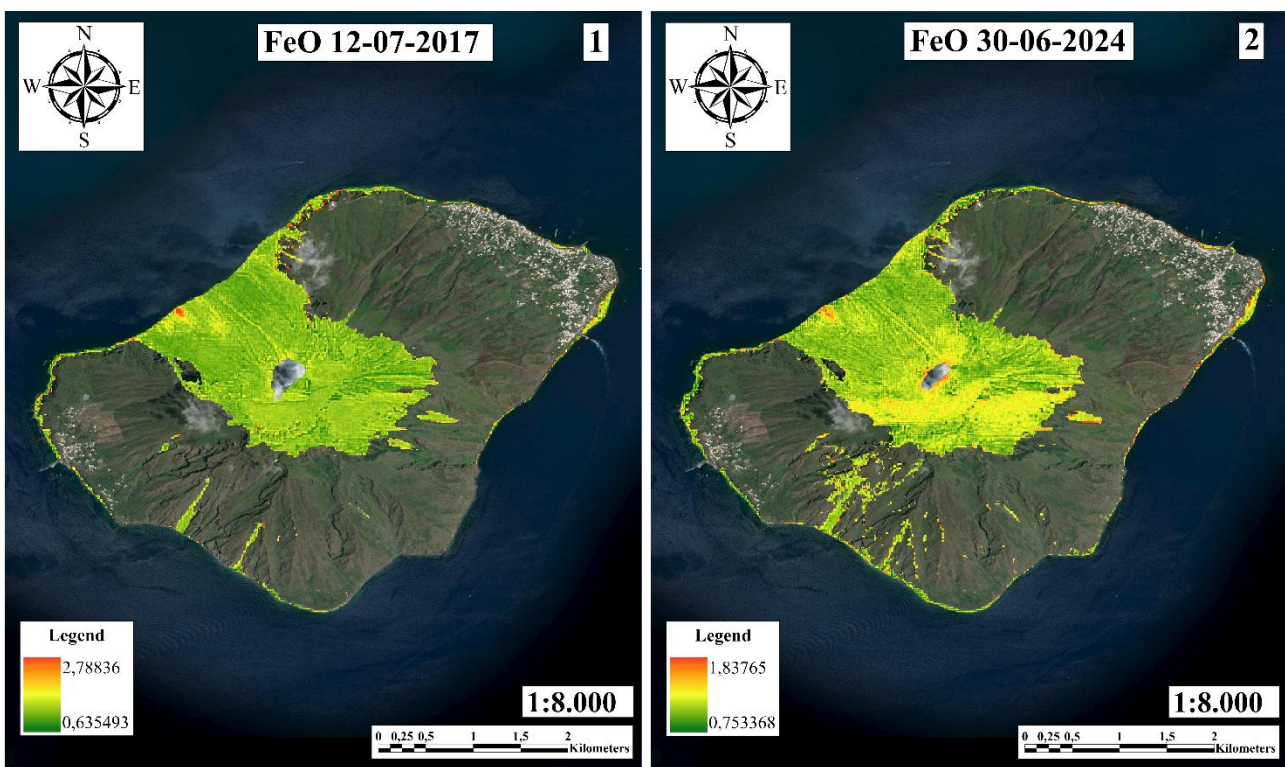 FeO 12-07-2017
1
N
W
E
S
Legend
2,78836
0,635493
1:8.000
0 0,25 0,5 1 1,5 2
Kilometers
FeO 30-06-2024
2
N
W
E
S
Legend
1,83765
0,753368
1:8.000
0 0,25 0,5 1 1,5 2
Kilometers